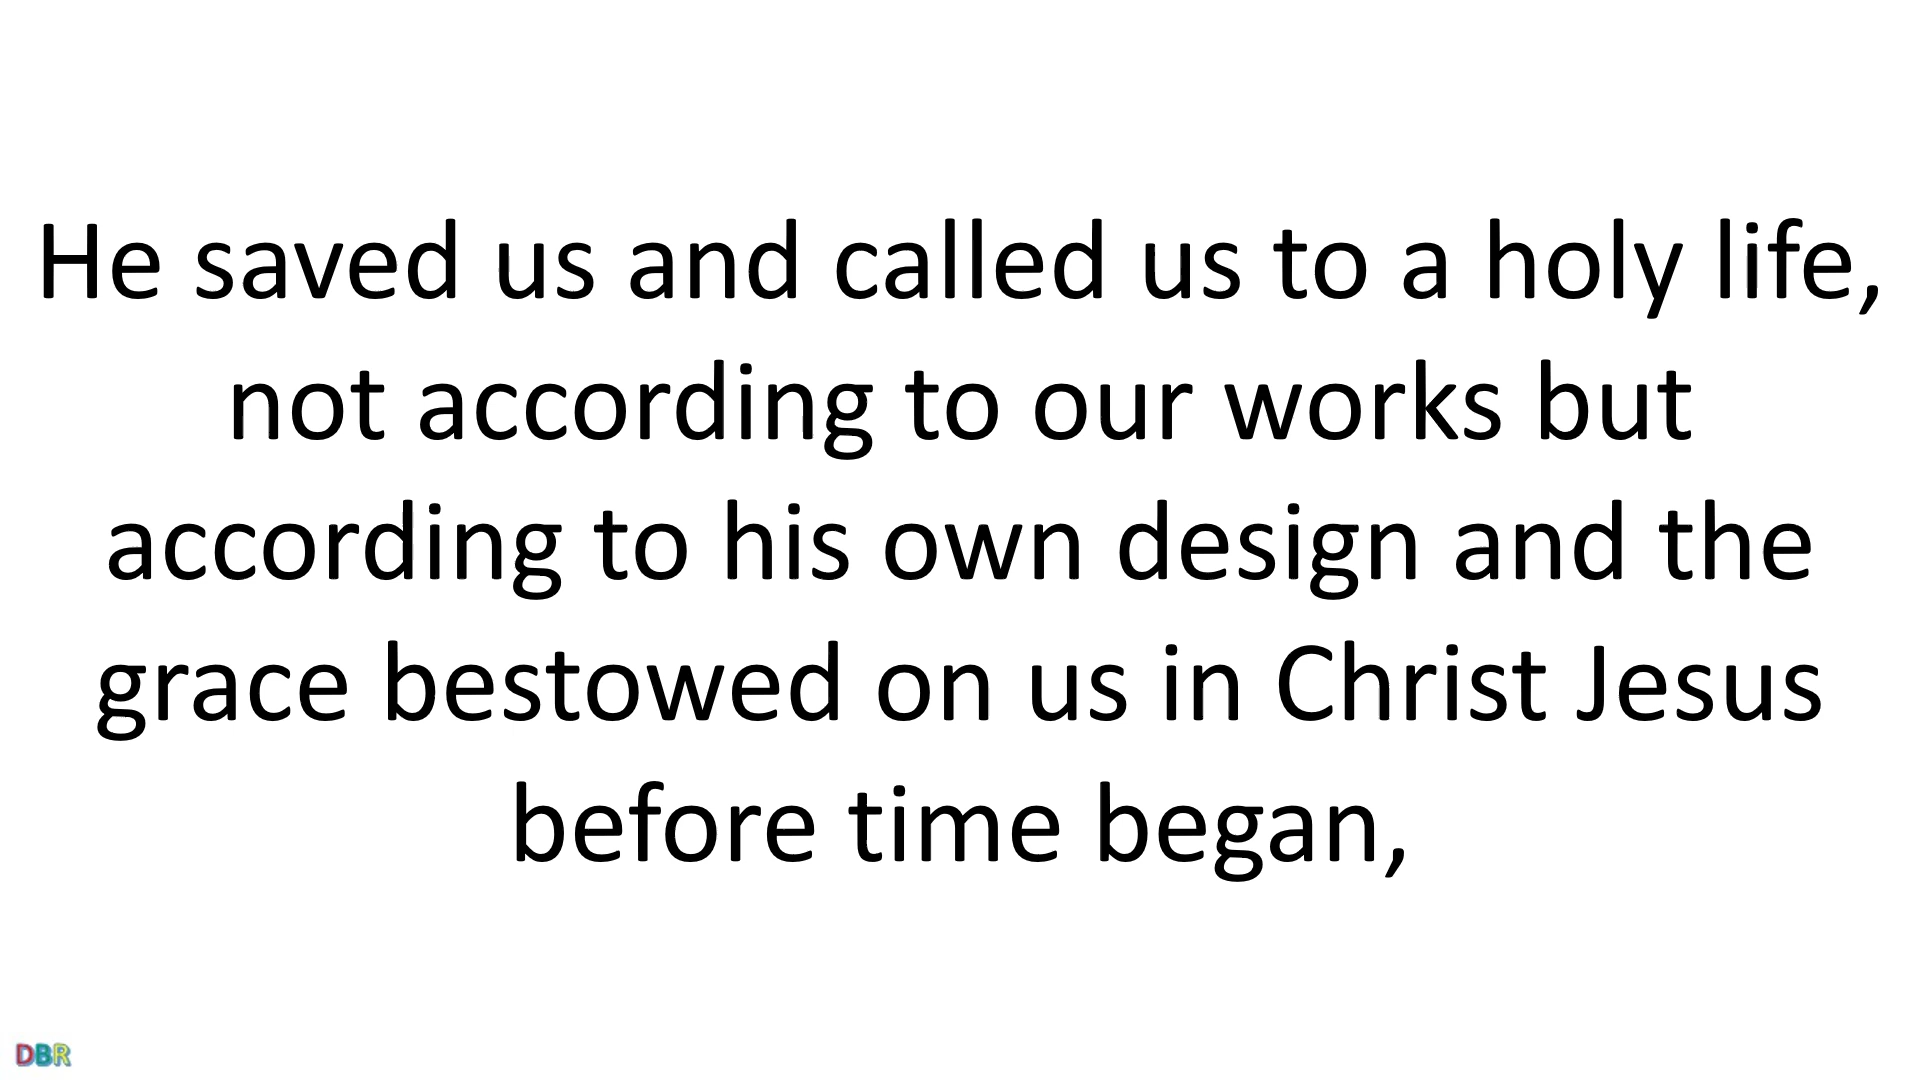 He saved us and called us to a holy life,
not according to our works but
according to his own design and the
grace bestowed on us in Christ Jesus
before time began,
DBR